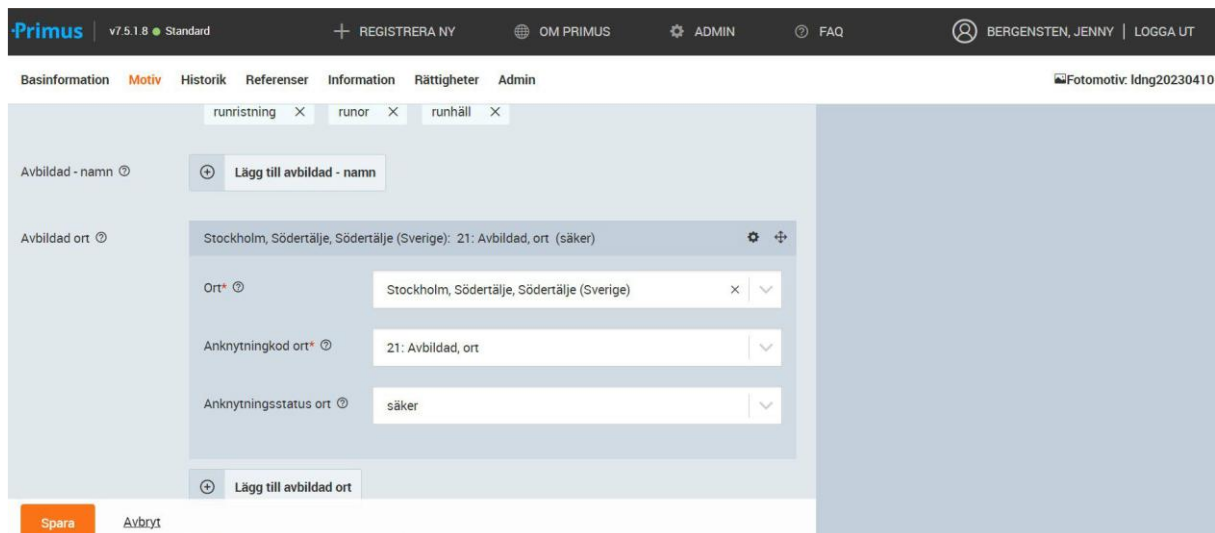 Primus v7.5.1.8 Standard REGISTRERA NY OM PRIMUS ADMIN FAQ BERGENSTEN, JENNY | LOGGA UT
Basinformation Motiv Historik Referenser Information Rättigheter Admin Fotomotiv: ldng20230410
runristning × runor × runhäll ×
Avbildad - namn Lägg till avbildad - namn
Avbildad ort Stockholm, Södertälje, Södertälje (Sverige): 21: Avbildad, ort (säker)
Ort* Stockholm, Södertälje, Södertälje (Sverige) ×
Anknytningkod ort* 21: Avbildad, ort
Anknytningsstatus ort säker
Lägg till avbildad ort
Spara Avbryt